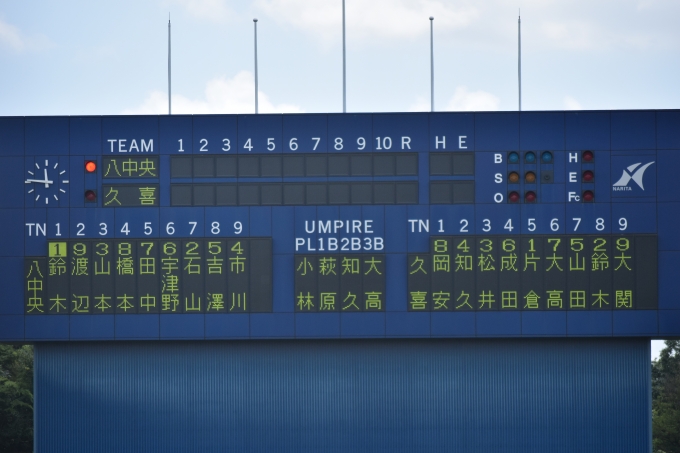 TEAM 1 2 3 4 5 6 7 8 9 10 R H E
八中央
久喜
B H
S E
O Fc
NARITA
TN 1 2 3 4 5 6 7 8 9
1 9 3 8 7 6 2 5 4
八中央 鈴木 渡辺 山本 橋本 田中 宇津野 石山 吉澤 市川
UMPIRE
PL 1B 2B 3B
小林 萩原 知久 大高
TN 1 2 3 4 5 6 7 8 9
8 4 3 6 1 7 5 2 9
久喜 岡安 知久 松井 成田 片倉 大高 山田 鈴木 大関